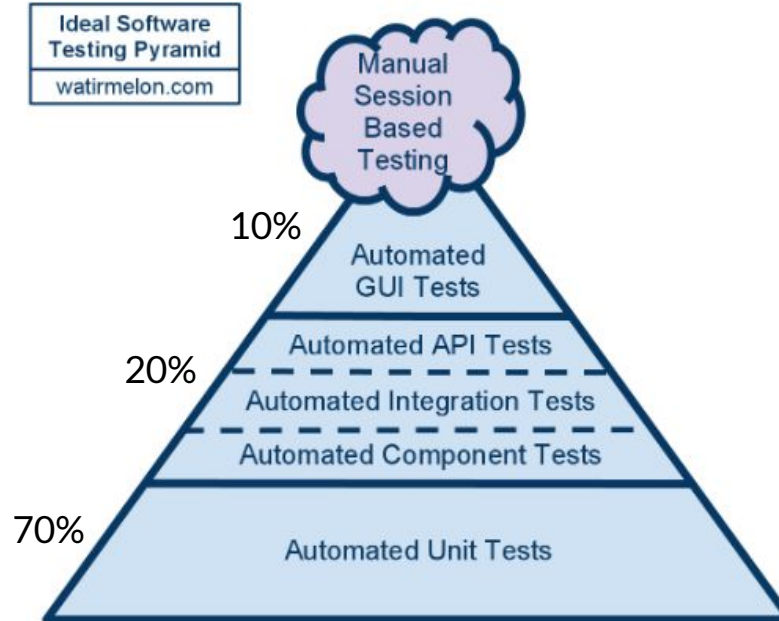 Ideal Software
Testing Pyramid
watirmelon.com
Manual
Session
Based
Testing
10%
Automated
GUI Tests
20%
Automated API Tests
Automated Integration Tests
Automated Component Tests
70%
Automated Unit Tests